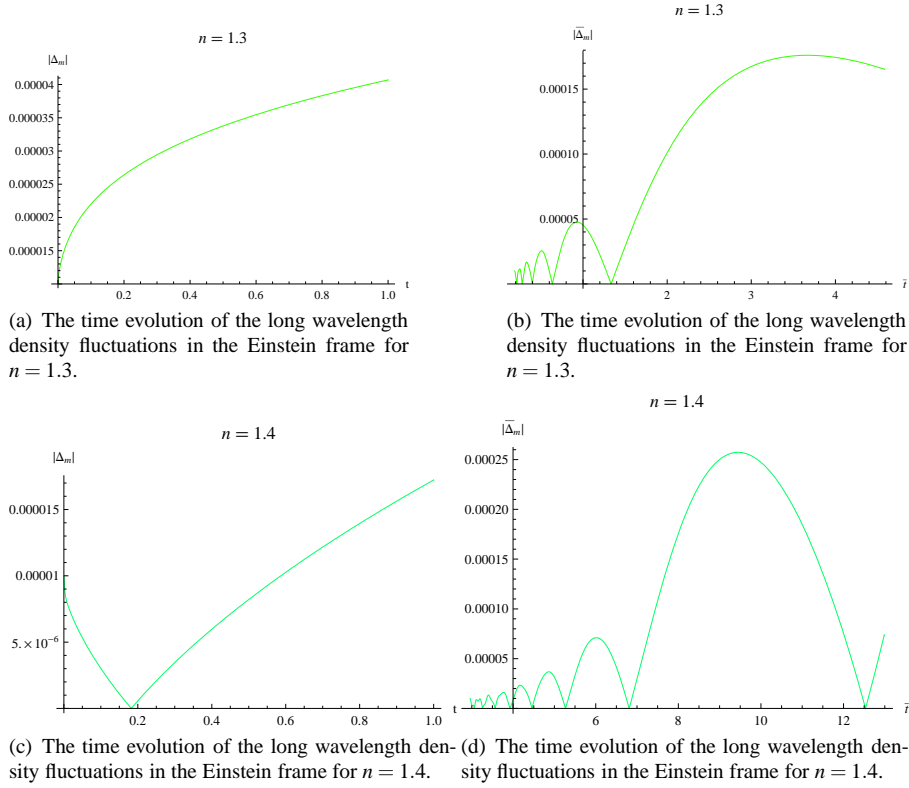 n = 1.3
|Δm|
0.00004
0.000035
0.00003
0.000025
0.00002
0.000015
0.2
0.4
0.6
0.8
1.0
t
(a) The time evolution of the long wavelength
density fluctuations in the Einstein frame for
n = 1.3.
n = 1.3
|Δ̅m|
0.00015
0.00010
0.00005
2
3
4
t̄
(b) The time evolution of the long wavelength
density fluctuations in the Einstein frame for
n = 1.3.
n = 1.4
|Δm|
0.000015
0.00001
5. × 10⁻⁶
0.2
0.4
0.6
0.8
1.0
t
(c) The time evolution of the long wavelength den-
sity fluctuations in the Einstein frame for n = 1.4.
n = 1.4
|Δ̅m|
0.00025
0.00020
0.00015
0.00010
0.00005
6
8
10
12
t̄
(d) The time evolution of the long wavelength den-
sity fluctuations in the Einstein frame for n = 1.4.